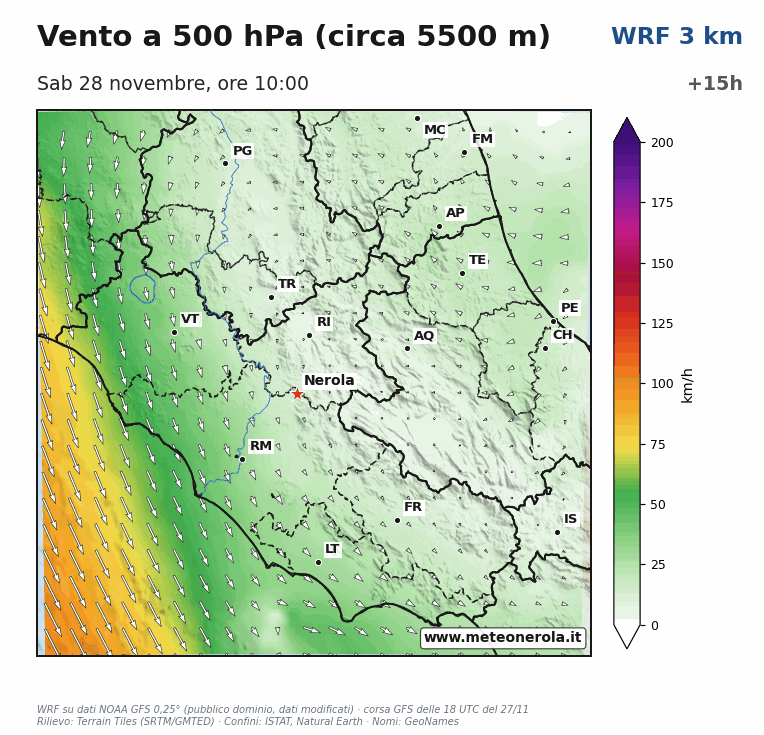 Vento a 500 hPa (circa 5500 m)
WRF 3 km
Sab 28 novembre, ore 10:00
+15h
MC
FM
PG
AP
TE
TR
PE
VT
RI
AQ
CH
Nerola
RM
FR
IS
LT
www.meteonerola.it
200
175
150
125
100
75
50
25
0
km/h
WRF su dati NOAA GFS 0,25° (pubblico dominio, dati modificati) · corsa GFS delle 18 UTC del 27/11
Rilievo: Terrain Tiles (SRTM/GMTED) · Confini: ISTAT, Natural Earth · Nomi: GeoNames